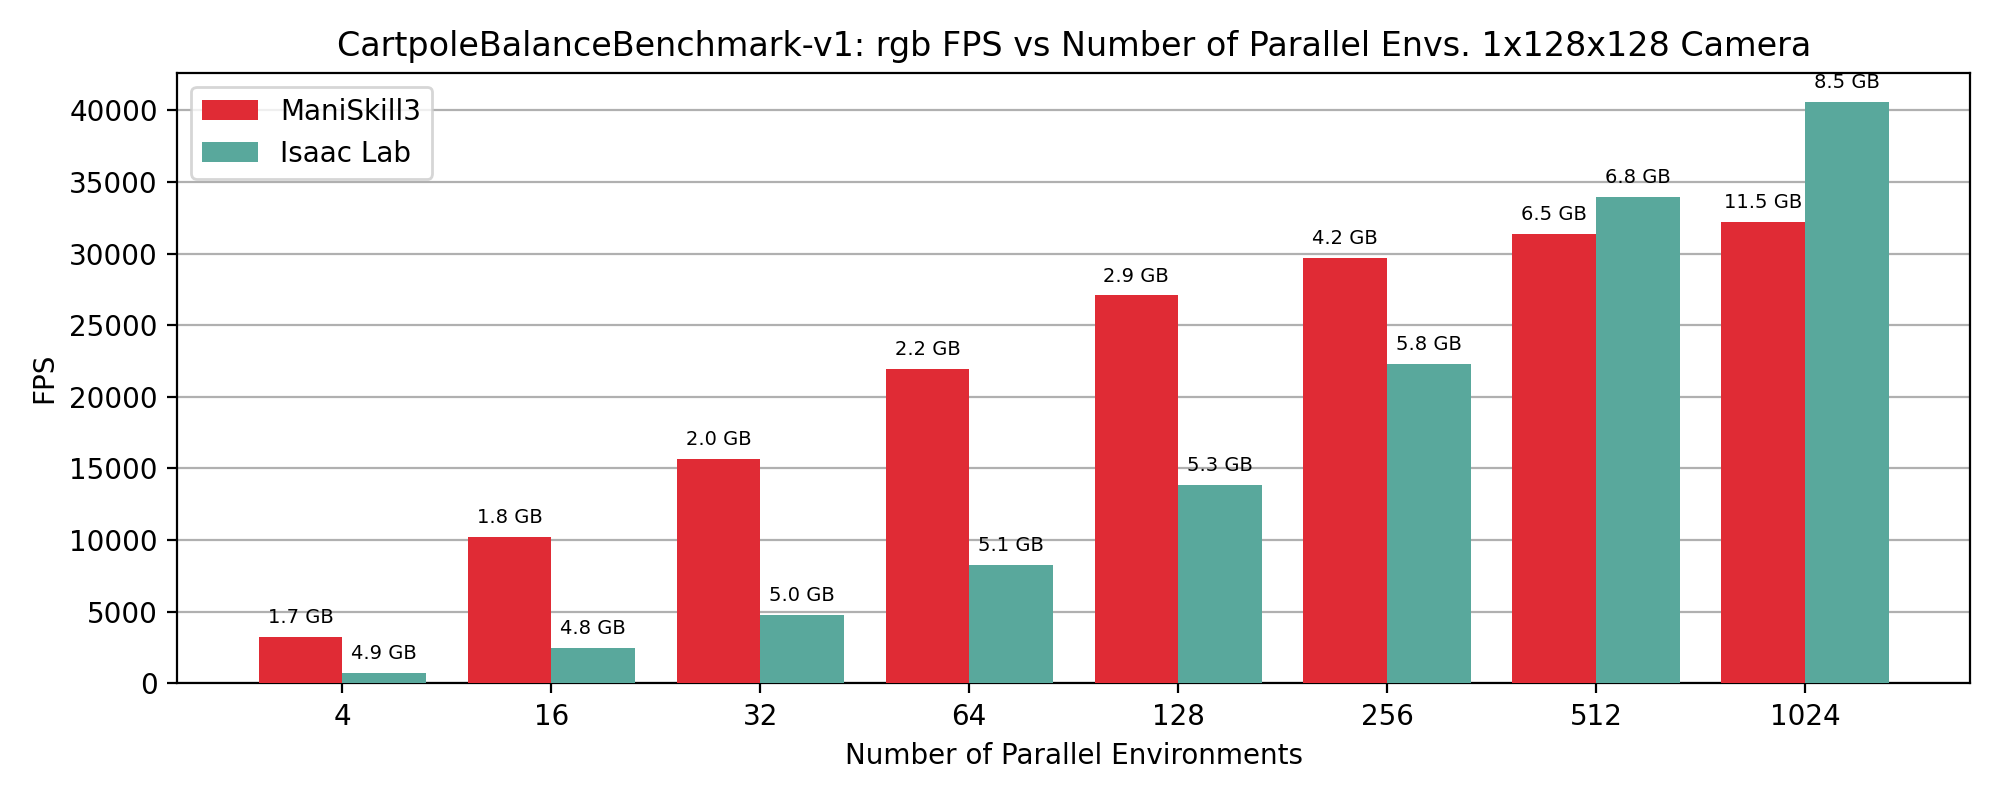 CartpoleBalanceBenchmark-v1: rgb FPS vs Number of Parallel Envs. 1x128x128 Camera
ManiSkill3
Isaac Lab
FPS
40000
35000
30000
25000
20000
15000
10000
5000
0
1.7 GB
4.9 GB
1.8 GB
4.8 GB
2.0 GB
5.0 GB
2.2 GB
5.1 GB
2.9 GB
5.3 GB
4.2 GB
5.8 GB
6.5 GB
6.8 GB
11.5 GB
8.5 GB
4 16 32 64 128 256 512 1024
Number of Parallel Environments